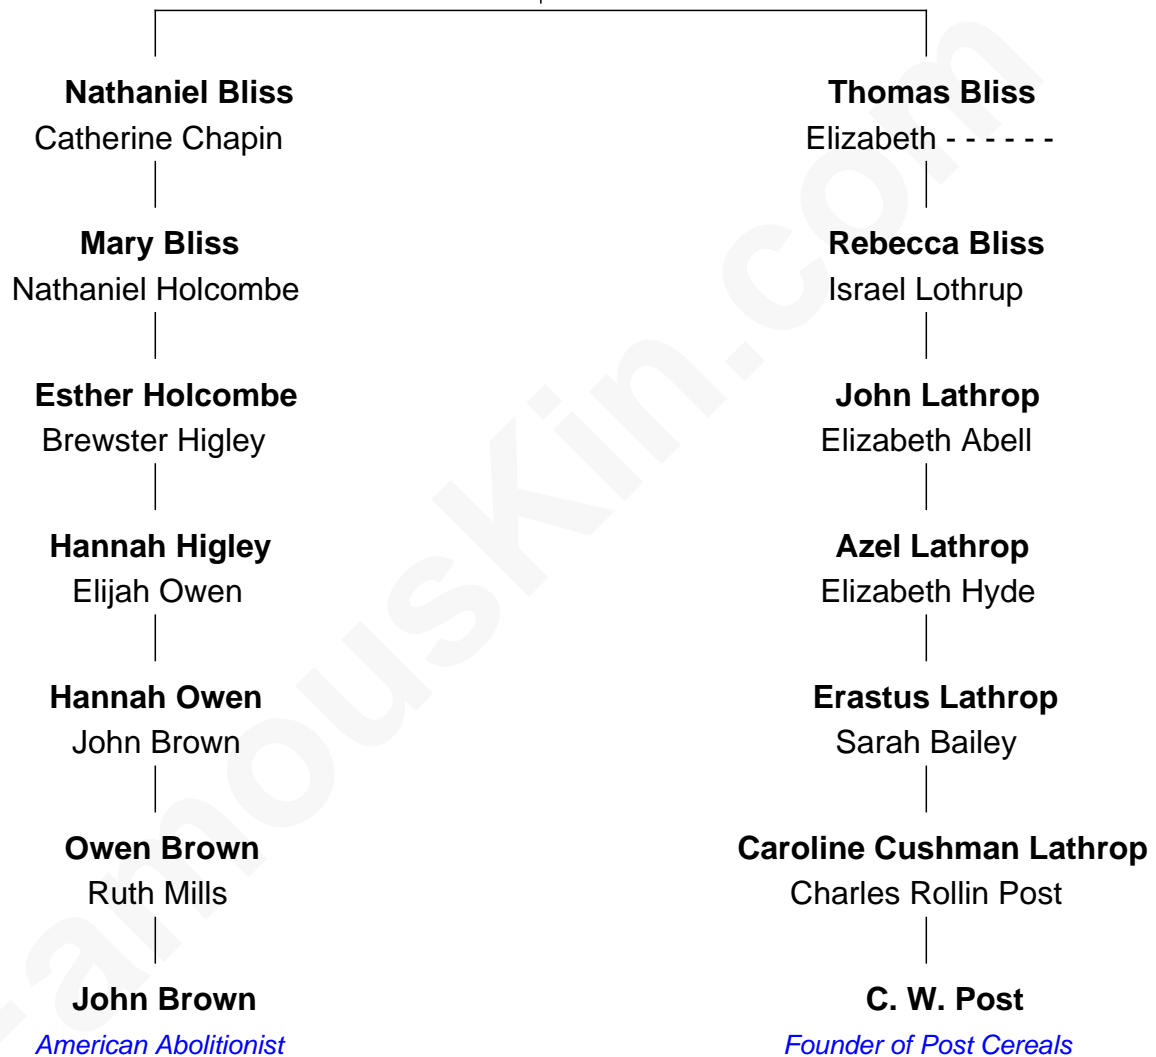 Nathaniel Bliss
Catherine Chapin
Thomas Bliss
Elizabeth - - - - - -
Mary Bliss
Nathaniel Holcombe
Rebecca Bliss
Israel Lothrup
Esther Holcombe
Brewster Higley
John Lathrop
Elizabeth Abell
Hannah Higley
Elijah Owen
Azel Lathrop
Elizabeth Hyde
Hannah Owen
John Brown
Erastus Lathrop
Sarah Bailey
Owen Brown
Ruth Mills
Caroline Cushman Lathrop
Charles Rollin Post
John Brown
American Abolitionist
C. W. Post
Founder of Post Cereals
FamousKin.com